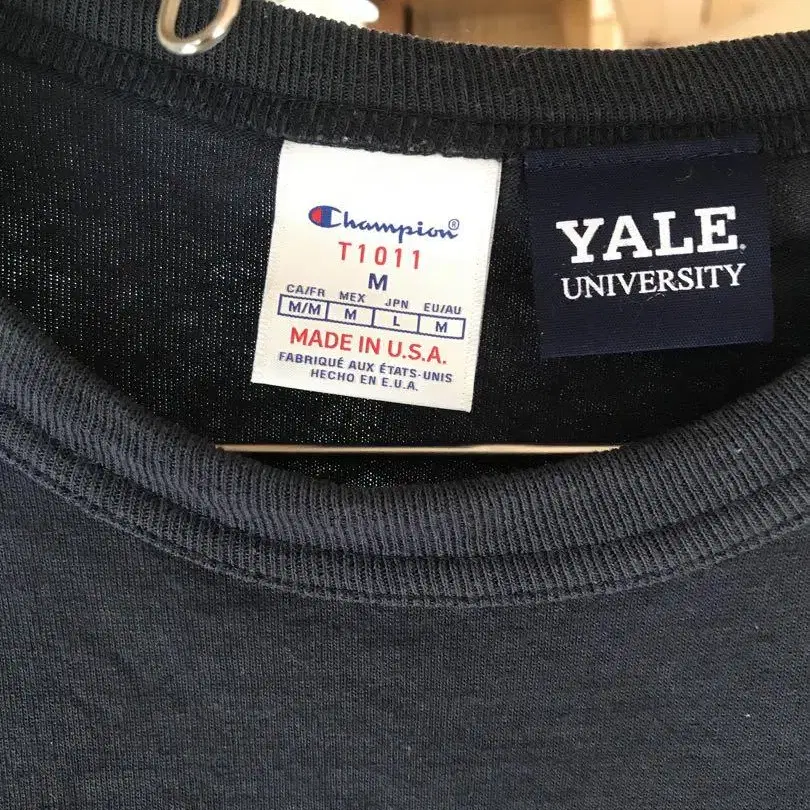 Champion®
T1011
M
CA/FR MEX JPN EU/AU
M/M M L M
MADE IN U.S.A.
FABRIQUÉ AUX ÉTATS-UNIS
HECHO EN E.U.A.
YALE.
UNIVERSITY